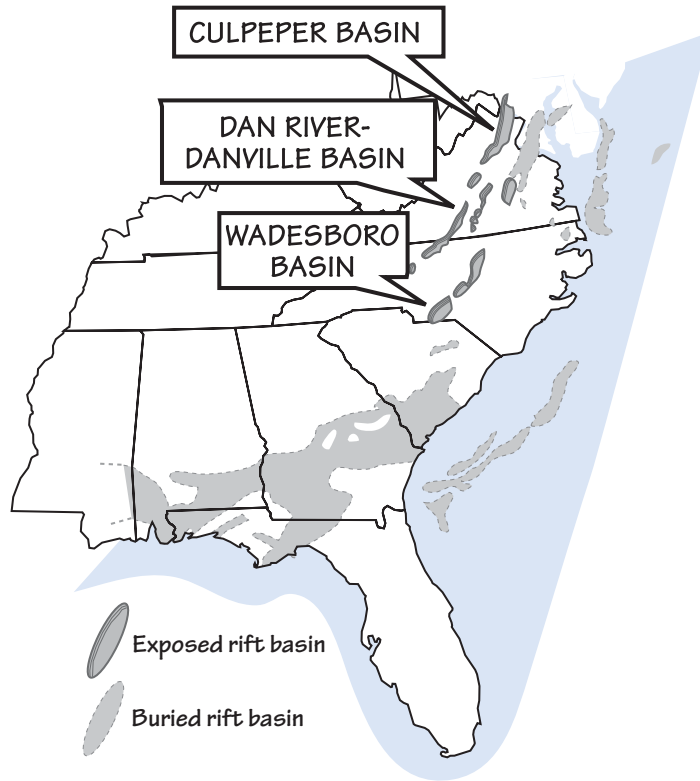 CULPEPER BASIN
DAN RIVER-
DANVILLE BASIN
WADESBORO
BASIN
Exposed rift basin
Buried rift basin